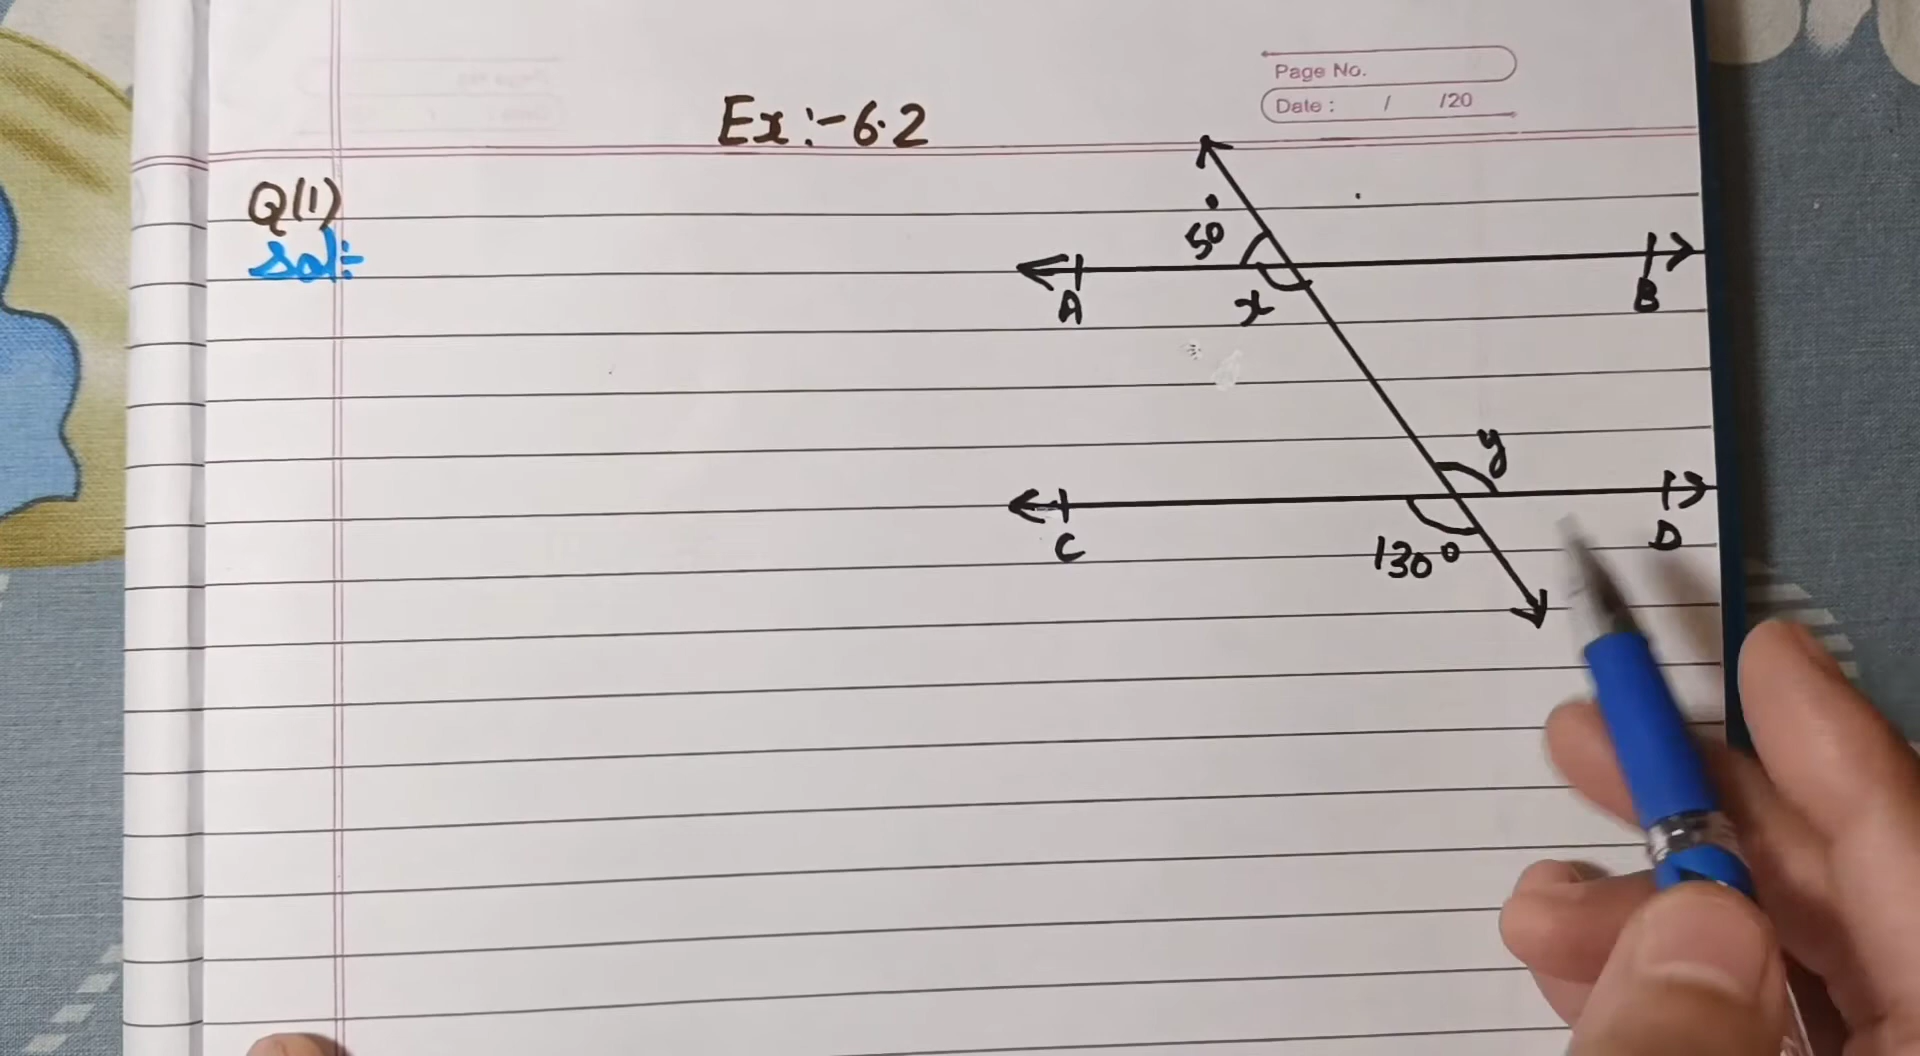 Page No.
Date : / /20
Ex:-6.2
Q(1)
Sol:-
50
A
B
x
y
C
D
130°